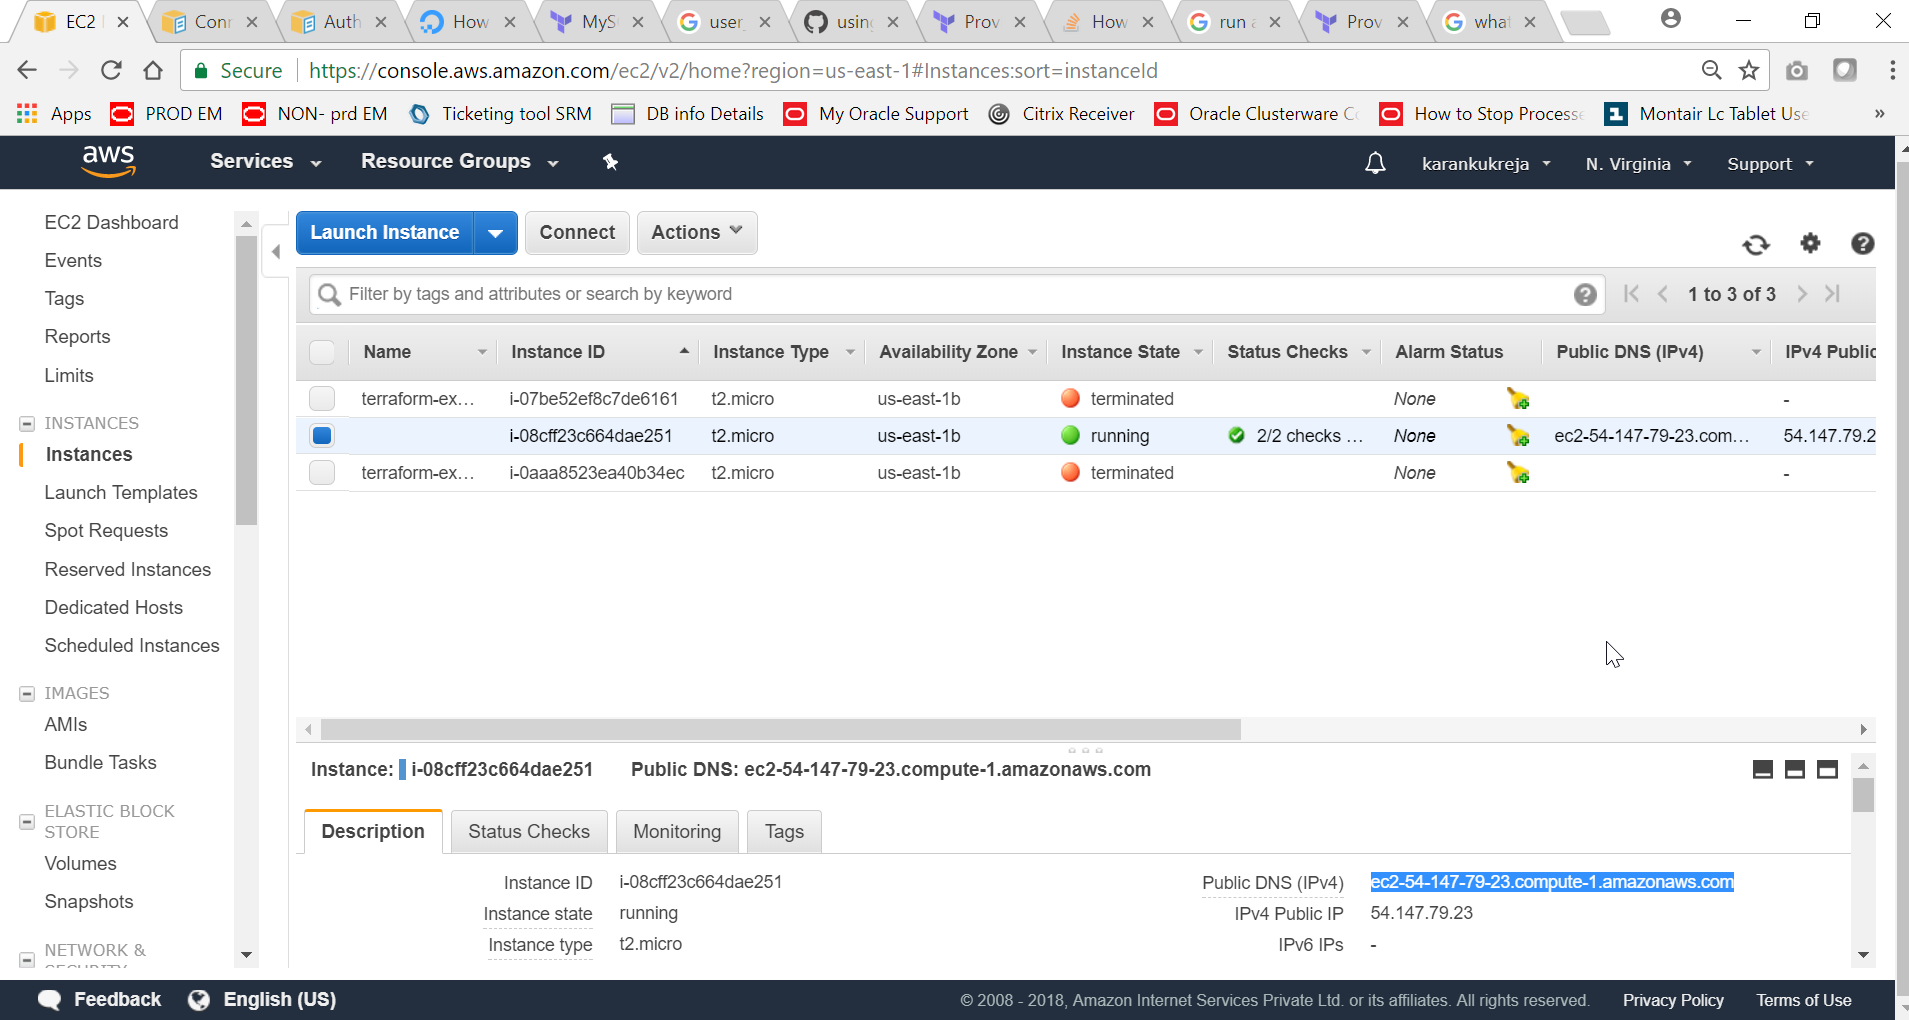 EC2
Conn
Auth
How
MyS
user_
usin
Prov
How
run a
Prov
what
Secure https://console.aws.amazon.com/ec2/v2/home?region=us-east-1#Instances:sort=instanceId
Apps PROD EM NON- prd EM Ticketing tool SRM DB info Details My Oracle Support Citrix Receiver Oracle Clusterware How to Stop Processe Montair Lc Tablet Use »
aws Services Resource Groups karankukreja N. Virginia Support
EC2 Dashboard
Events
Tags
Reports
Limits
INSTANCES
Instances
Launch Templates
Spot Requests
Reserved Instances
Dedicated Hosts
Scheduled Instances
IMAGES
AMIs
Bundle Tasks
ELASTIC BLOCK
STORE
Volumes
Snapshots
NETWORK &
SECURITY
Launch Instance Connect Actions
Filter by tags and attributes or search by keyword 1 to 3 of 3
Name Instance ID Instance Type Availability Zone Instance State Status Checks Alarm Status Public DNS (IPv4) IPv4 Public
terraform-ex... i-07be52ef8c7de6161 t2.micro us-east-1b terminated None -
i-08cff23c664dae251 t2.micro us-east-1b running 2/2 checks ... None ec2-54-147-79-23.com... 54.147.79.2
terraform-ex... i-0aaa8523ea40b34ec t2.micro us-east-1b terminated None -
Instance: i-08cff23c664dae251 Public DNS: ec2-54-147-79-23.compute-1.amazonaws.com
Description Status Checks Monitoring Tags
Instance ID i-08cff23c664dae251 Public DNS (IPv4) ec2-54-147-79-23.compute-1.amazonaws.com
Instance state running IPv4 Public IP 54.147.79.23
Instance type t2.micro IPv6 IPs -
Feedback English (US) © 2008 - 2018, Amazon Internet Services Private Ltd. or its affiliates. All rights reserved. Privacy Policy Terms of Use